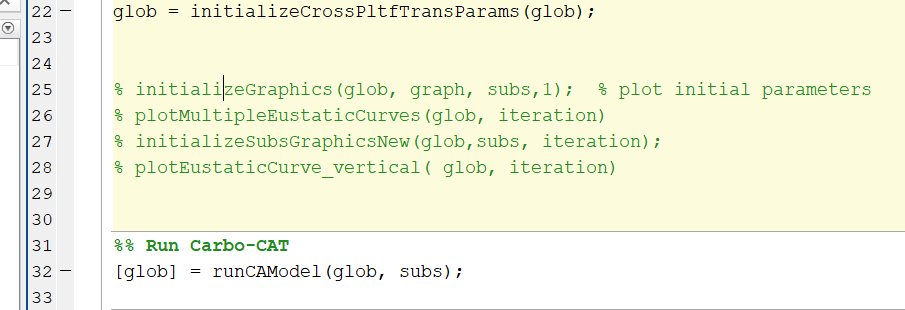 22 glob = initializeCrossPltfTransParams(glob);
23
24
25 % initializeGraphics(glob, graph, subs,1);  % plot initial parameters
26 % plotMultipleEustaticCurves(glob, iteration)
27 % initializeSubsGraphicsNew(glob,subs, iteration);
28 % plotEustaticCurve_vertical( glob, iteration)
29
30
31 %% Run Carbo-CAT
32 [glob] = runCAModel(glob, subs);
33